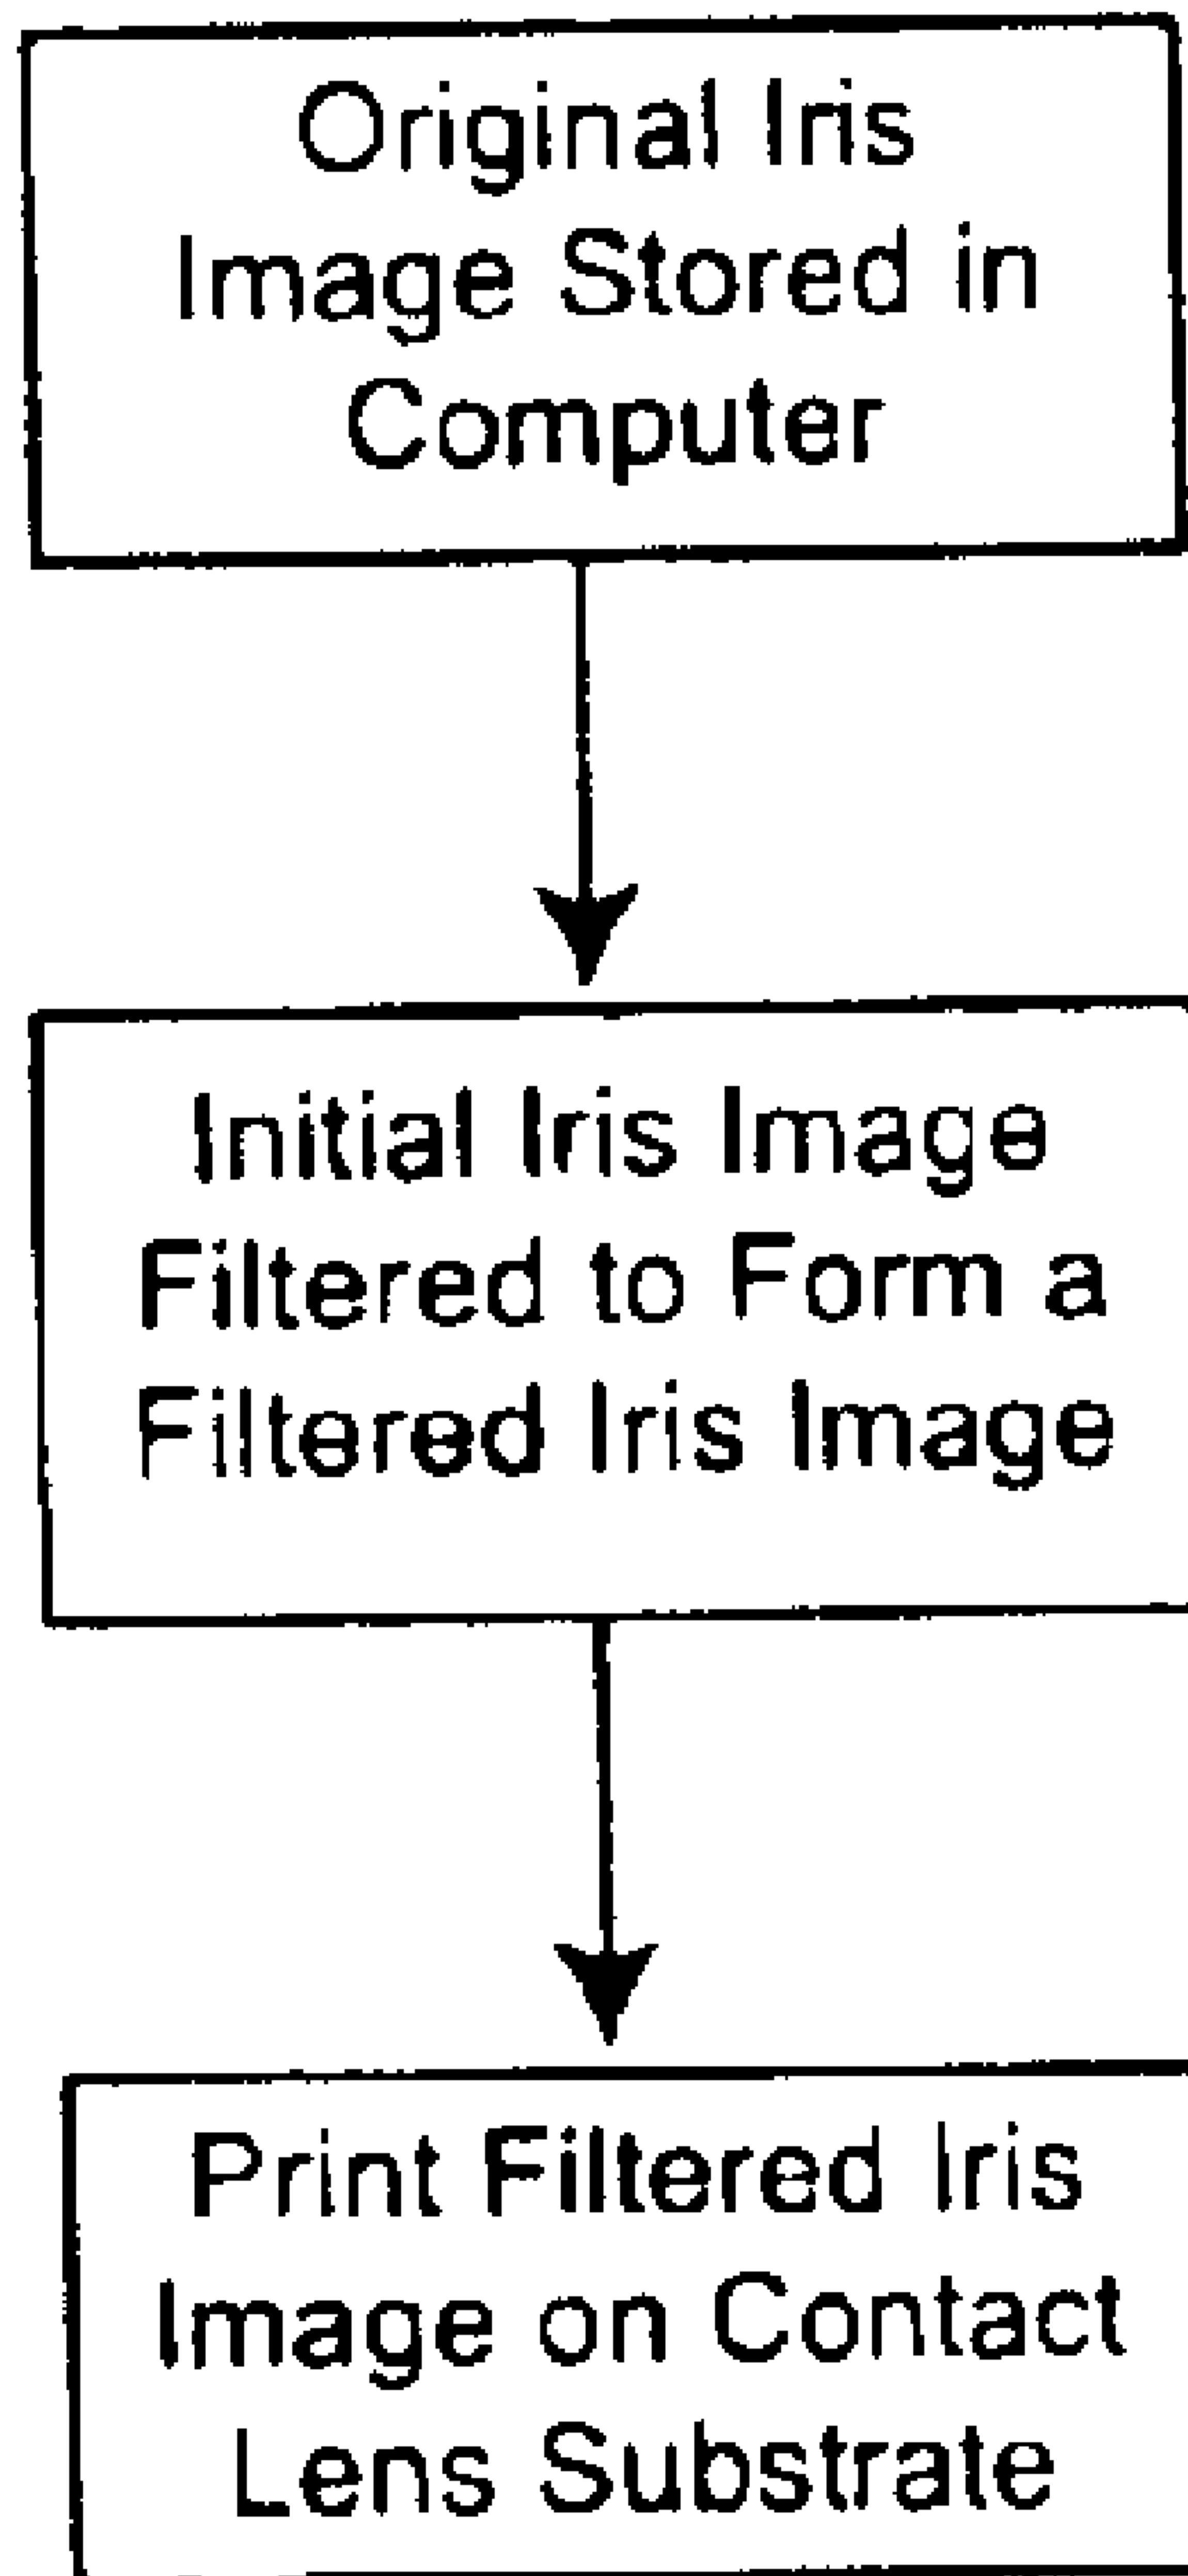 Original Iris
Image Stored in
Computer
Initial Iris Image
Filtered to Form a
Filtered Iris Image
Print Filtered Iris
Image on Contact
Lens Substrate